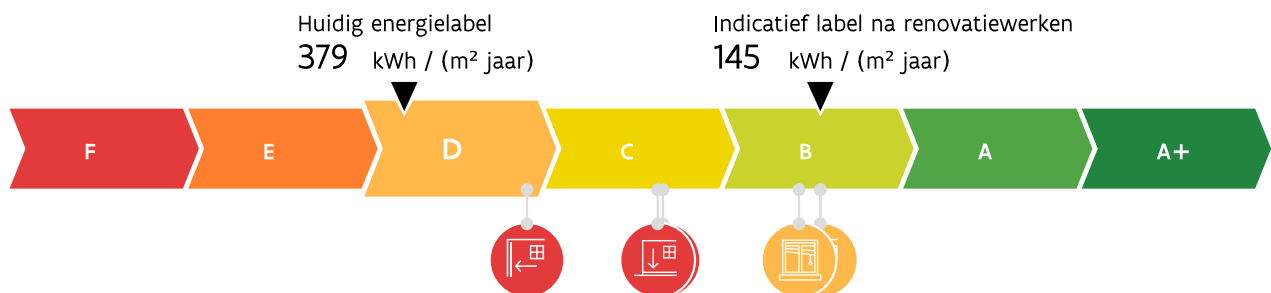 Huidig energielabel
379 kWh / (m² jaar)
Indicatief label na renovatiewerken
145 kWh / (m² jaar)
F E D C B A A+